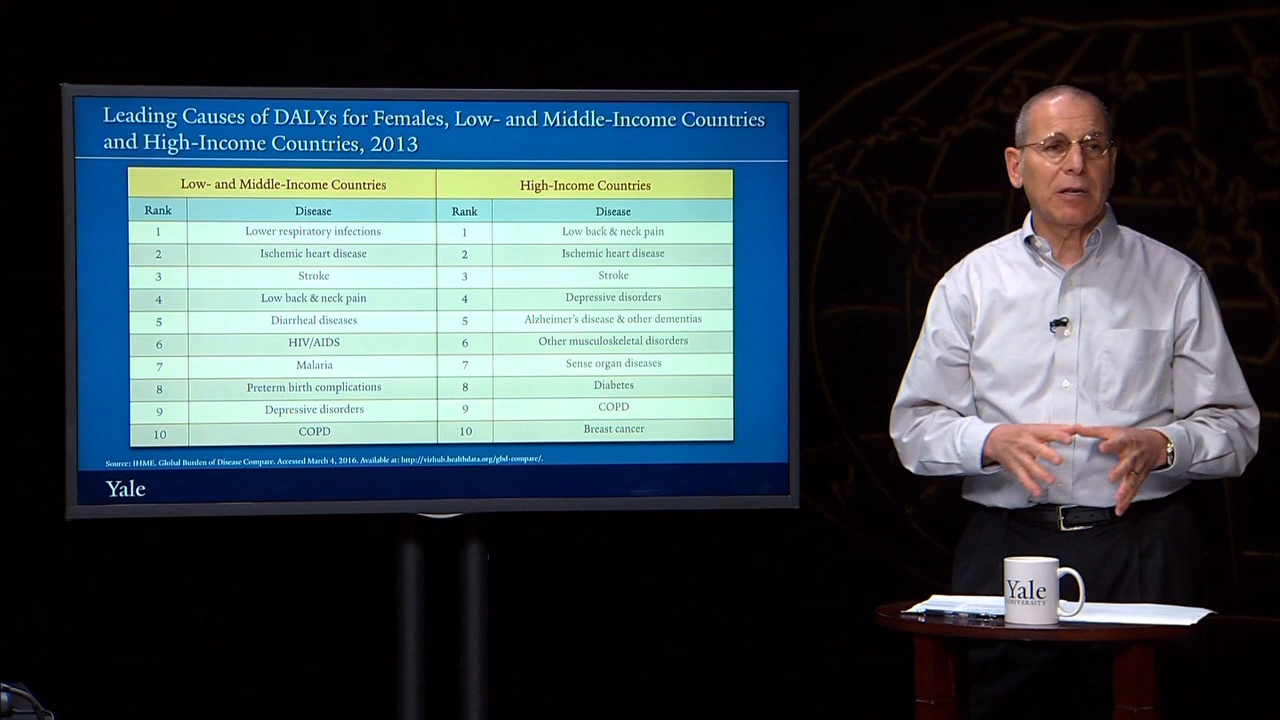 Leading Causes of DALYs for Females, Low- and Middle-Income Countries
and High-Income Countries, 2013
Low- and Middle-Income Countries High-Income Countries
Rank Disease Rank Disease
1 Lower respiratory infections 1 Low back & neck pain
2 Ischemic heart disease 2 Ischemic heart disease
3 Stroke 3 Stroke
4 Low back & neck pain 4 Depressive disorders
5 Diarrheal diseases 5 Alzheimer's disease & other dementias
6 HIV/AIDS 6 Other musculoskeletal disorders
7 Malaria 7 Sense organ diseases
8 Preterm birth complications 8 Diabetes
9 Depressive disorders 9 COPD
10 COPD 10 Breast cancer
Source: IHME. Global Burden of Disease Compare. Accessed March 4, 2016. Available at: http://vizhub.healthdata.org/gbd-compare/.
Yale
Yale
UNIVERSITY